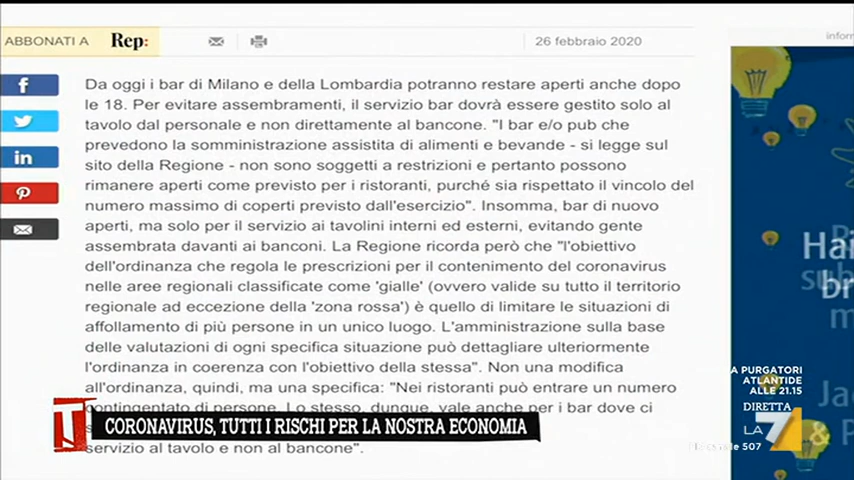 ABBONATI A Rep:
26 febbraio 2020
inform
Da oggi i bar di Milano e della Lombardia potranno restare aperti anche dopo
le 18. Per evitare assembramenti, il servizio bar dovrà essere gestito solo al
tavolo dal personale e non direttamente al bancone. "I bar e/o pub che
prevedono la somministrazione assistita di alimenti e bevande - si legge sul
sito della Regione - non sono soggetti a restrizioni e pertanto possono
rimanere aperti come previsto per i ristoranti, purché sia rispettato il vincolo del
numero massimo di coperti previsto dall'esercizio". Insomma, bar di nuovo
aperti, ma solo per il servizio ai tavolini interni ed esterni, evitando gente
assembrata davanti ai banconi. La Regione ricorda però che "l'obiettivo
dell'ordinanza che regola le prescrizioni per il contenimento del coronavirus
nelle aree regionali classificate come 'gialle' (ovvero valide su tutto il territorio
regionale ad eccezione della 'zona rossa') è quello di limitare le situazioni di
affollamento di più persone in un unico luogo. L'amministrazione sulla base
delle valutazioni di ogni specifica situazione può dettagliare ulteriormente
l'ordinanza in coerenza con l'obiettivo della stessa". Non una modifica
all'ordinanza, quindi, ma una specifica: "Nei ristoranti può entrare un numero
contingentato di persone. Lo stesso, dunque, vale anche per i bar dove ci
servizio al tavolo e non al bancone".
CORONAVIRUS, TUTTI I RISCHI PER LA NOSTRA ECONOMIA
Hai
br
m
Ja
& P
A PURGATORI
ATLANTIDE
ALLE 21.15
DIRETTA
LA 7
507